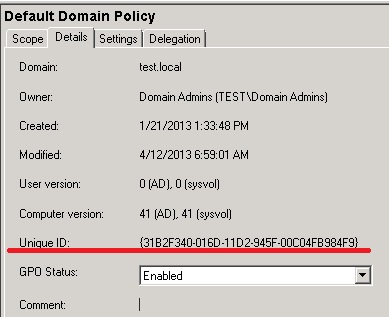 Default Domain Policy
Scope Details Settings Delegation
Domain: test.local
Owner: Domain Admins (TEST\Domain Admins)
Created: 1/21/2013 1:33:48 PM
Modified: 4/12/2013 6:59:01 AM
User version: 0 (AD), 0 (sysvol)
Computer version: 41 (AD), 41 (sysvol)
Unique ID: {31B2F340-016D-11D2-945F-00C04FB984F9}
GPO Status: Enabled
Comment: